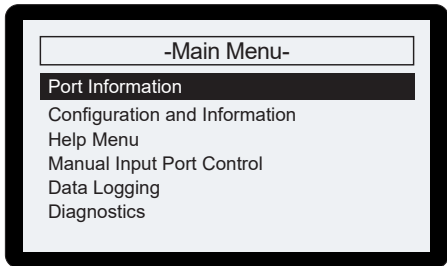 -Main Menu-
Port Information
Configuration and Information
Help Menu
Manual Input Port Control
Data Logging
Diagnostics